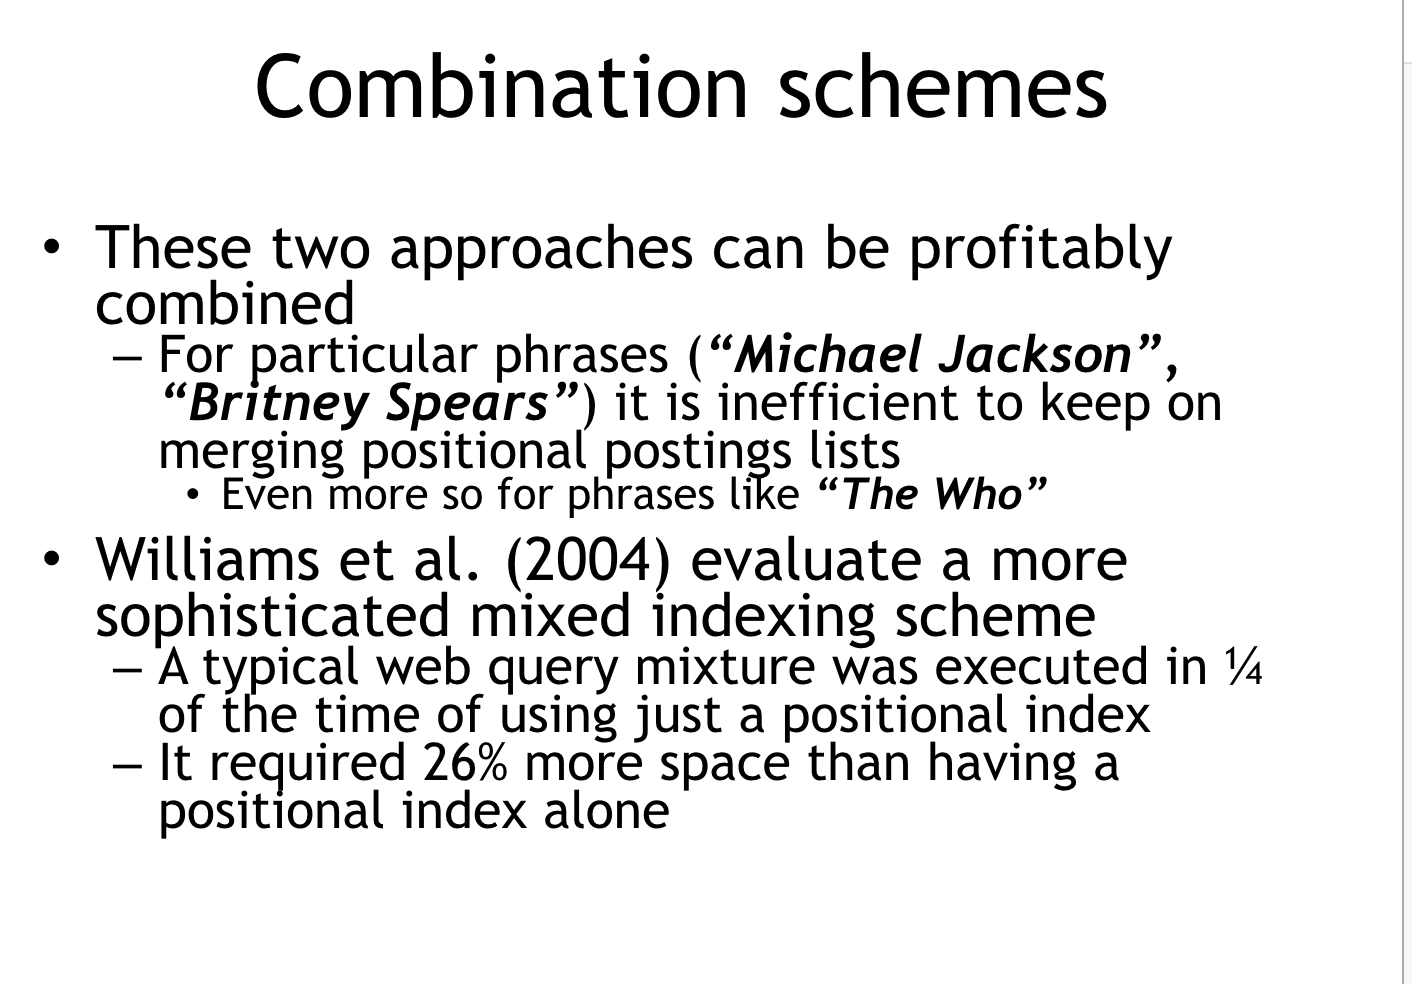 Combination schemes
• These two approaches can be profitably
combined
– For particular phrases (“Michael Jackson”,
“Britney Spears”) it is inefficient to keep on
merging positional postings lists
• Even more so for phrases like “The Who”
• Williams et al. (2004) evaluate a more
sophisticated mixed indexing scheme
– A typical web query mixture was executed in ¼
of the time of using just a positional index
– It required 26% more space than having a
positional index alone